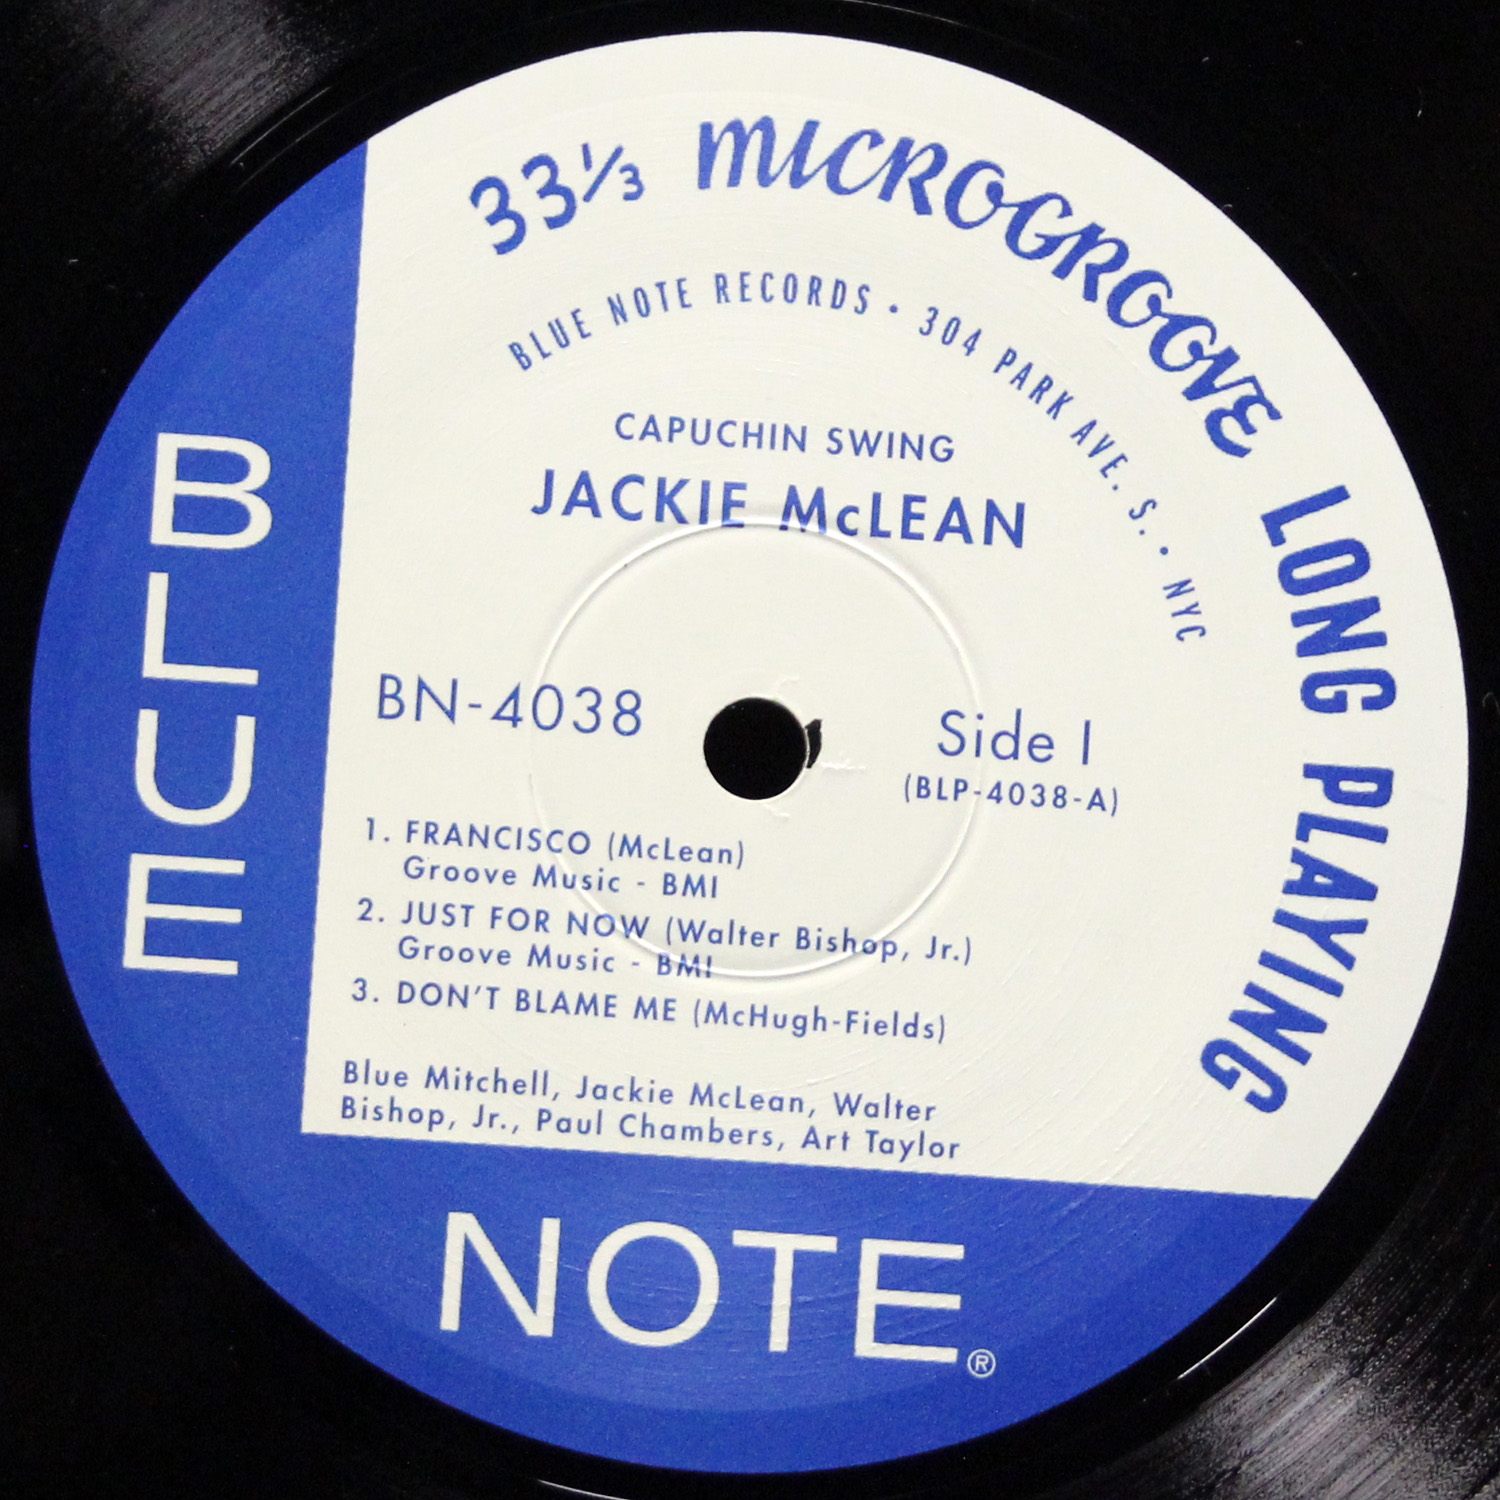 33⅓ MICROGROOVE LONG PLAYING
BLUE NOTE RECORDS • 304 PARK AVE. S. • NYC
CAPUCHIN SWING
JACKIE McLEAN
BN-4038
Side 1
(BLP-4038-A)
1. FRANCISCO (McLean)
Groove Music - BMI
2. JUST FOR NOW (Walter Bishop, Jr.)
Groove Music - BMI
3. DON'T BLAME ME (McHugh-Fields)
Blue Mitchell, Jackie McLean, Walter
Bishop, Jr., Paul Chambers, Art Taylor
BLUE
NOTE®